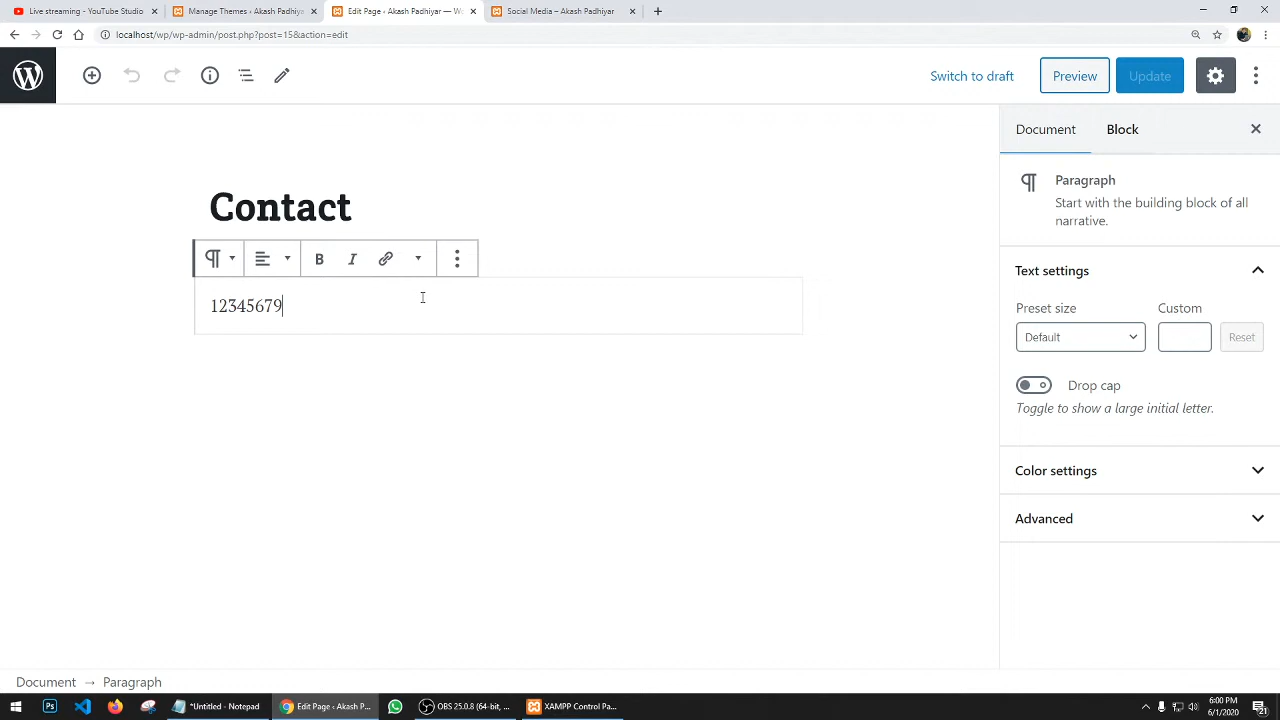 Live streaming - YouTube Studio
Manage Themes ‹ Akash Padhiya
Edit Page ‹ Akash Padhiyar — Wo
Social Media – Akash Padhiyar
localhost/wp/wp-admin/post.php?post=15&action=edit
Switch to draft
Preview
Update
Document
Block
Paragraph
Start with the building block of all
narrative.
Contact
B I
12345679
Text settings
Preset size
Custom
Default
Reset
Drop cap
Toggle to show a large initial letter.
Color settings
Advanced
Document → Paragraph
*Untitled - Notepad
Edit Page ‹ Akash P...
OBS 25.0.8 (64-bit, ...
XAMPP Control Pa...
6:00 PM
6/1/2020